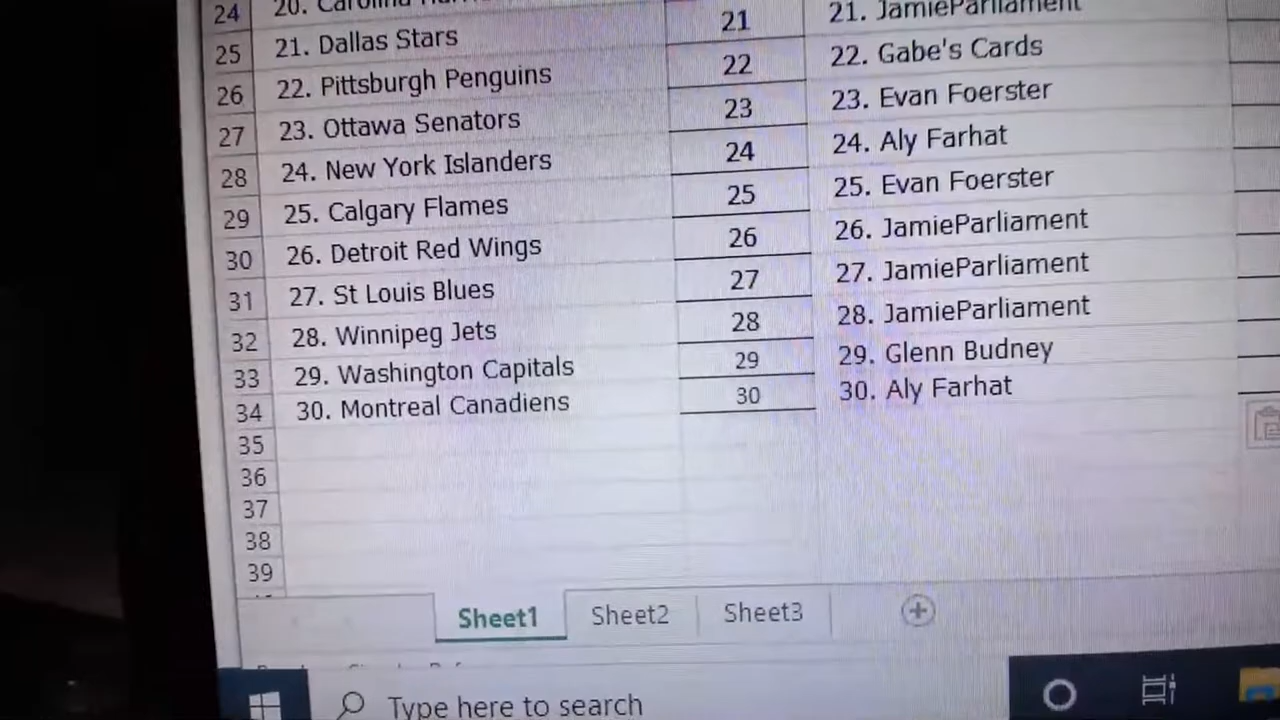 24 20. Carolina 21. JamieParliament
25 21. Dallas Stars 21 22. Gabe's Cards
26 22. Pittsburgh Penguins 22 23. Evan Foerster
27 23. Ottawa Senators 23 24. Aly Farhat
28 24. New York Islanders 24 25. Evan Foerster
29 25. Calgary Flames 25 26. JamieParliament
30 26. Detroit Red Wings 26 27. JamieParliament
31 27. St Louis Blues 27 28. JamieParliament
32 28. Winnipeg Jets 28 29. Glenn Budney
33 29. Washington Capitals 29 30. Aly Farhat
34 30. Montreal Canadiens 30
35
36
37
38
39
Sheet1 Sheet2 Sheet3
Type here to search